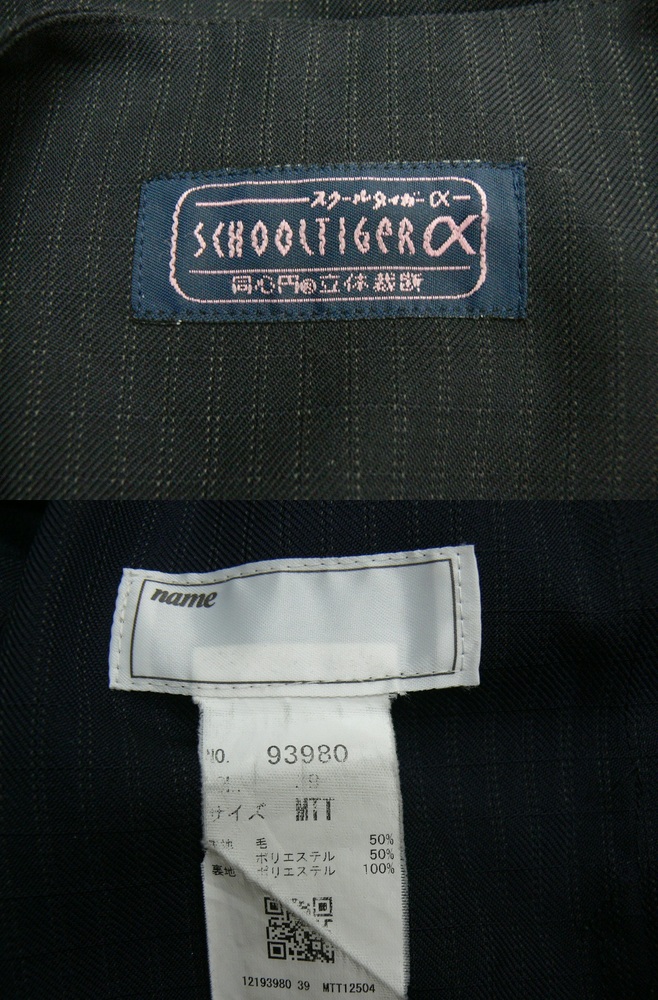 スクールタイガーα
SCHOOLTIGER α
同心円の立体裁断
name
NO. 93980
サイズ MTT
毛 50%
ポリエステル 50%
裏地 ポリエステル 100%
12193980 39 MTT12504